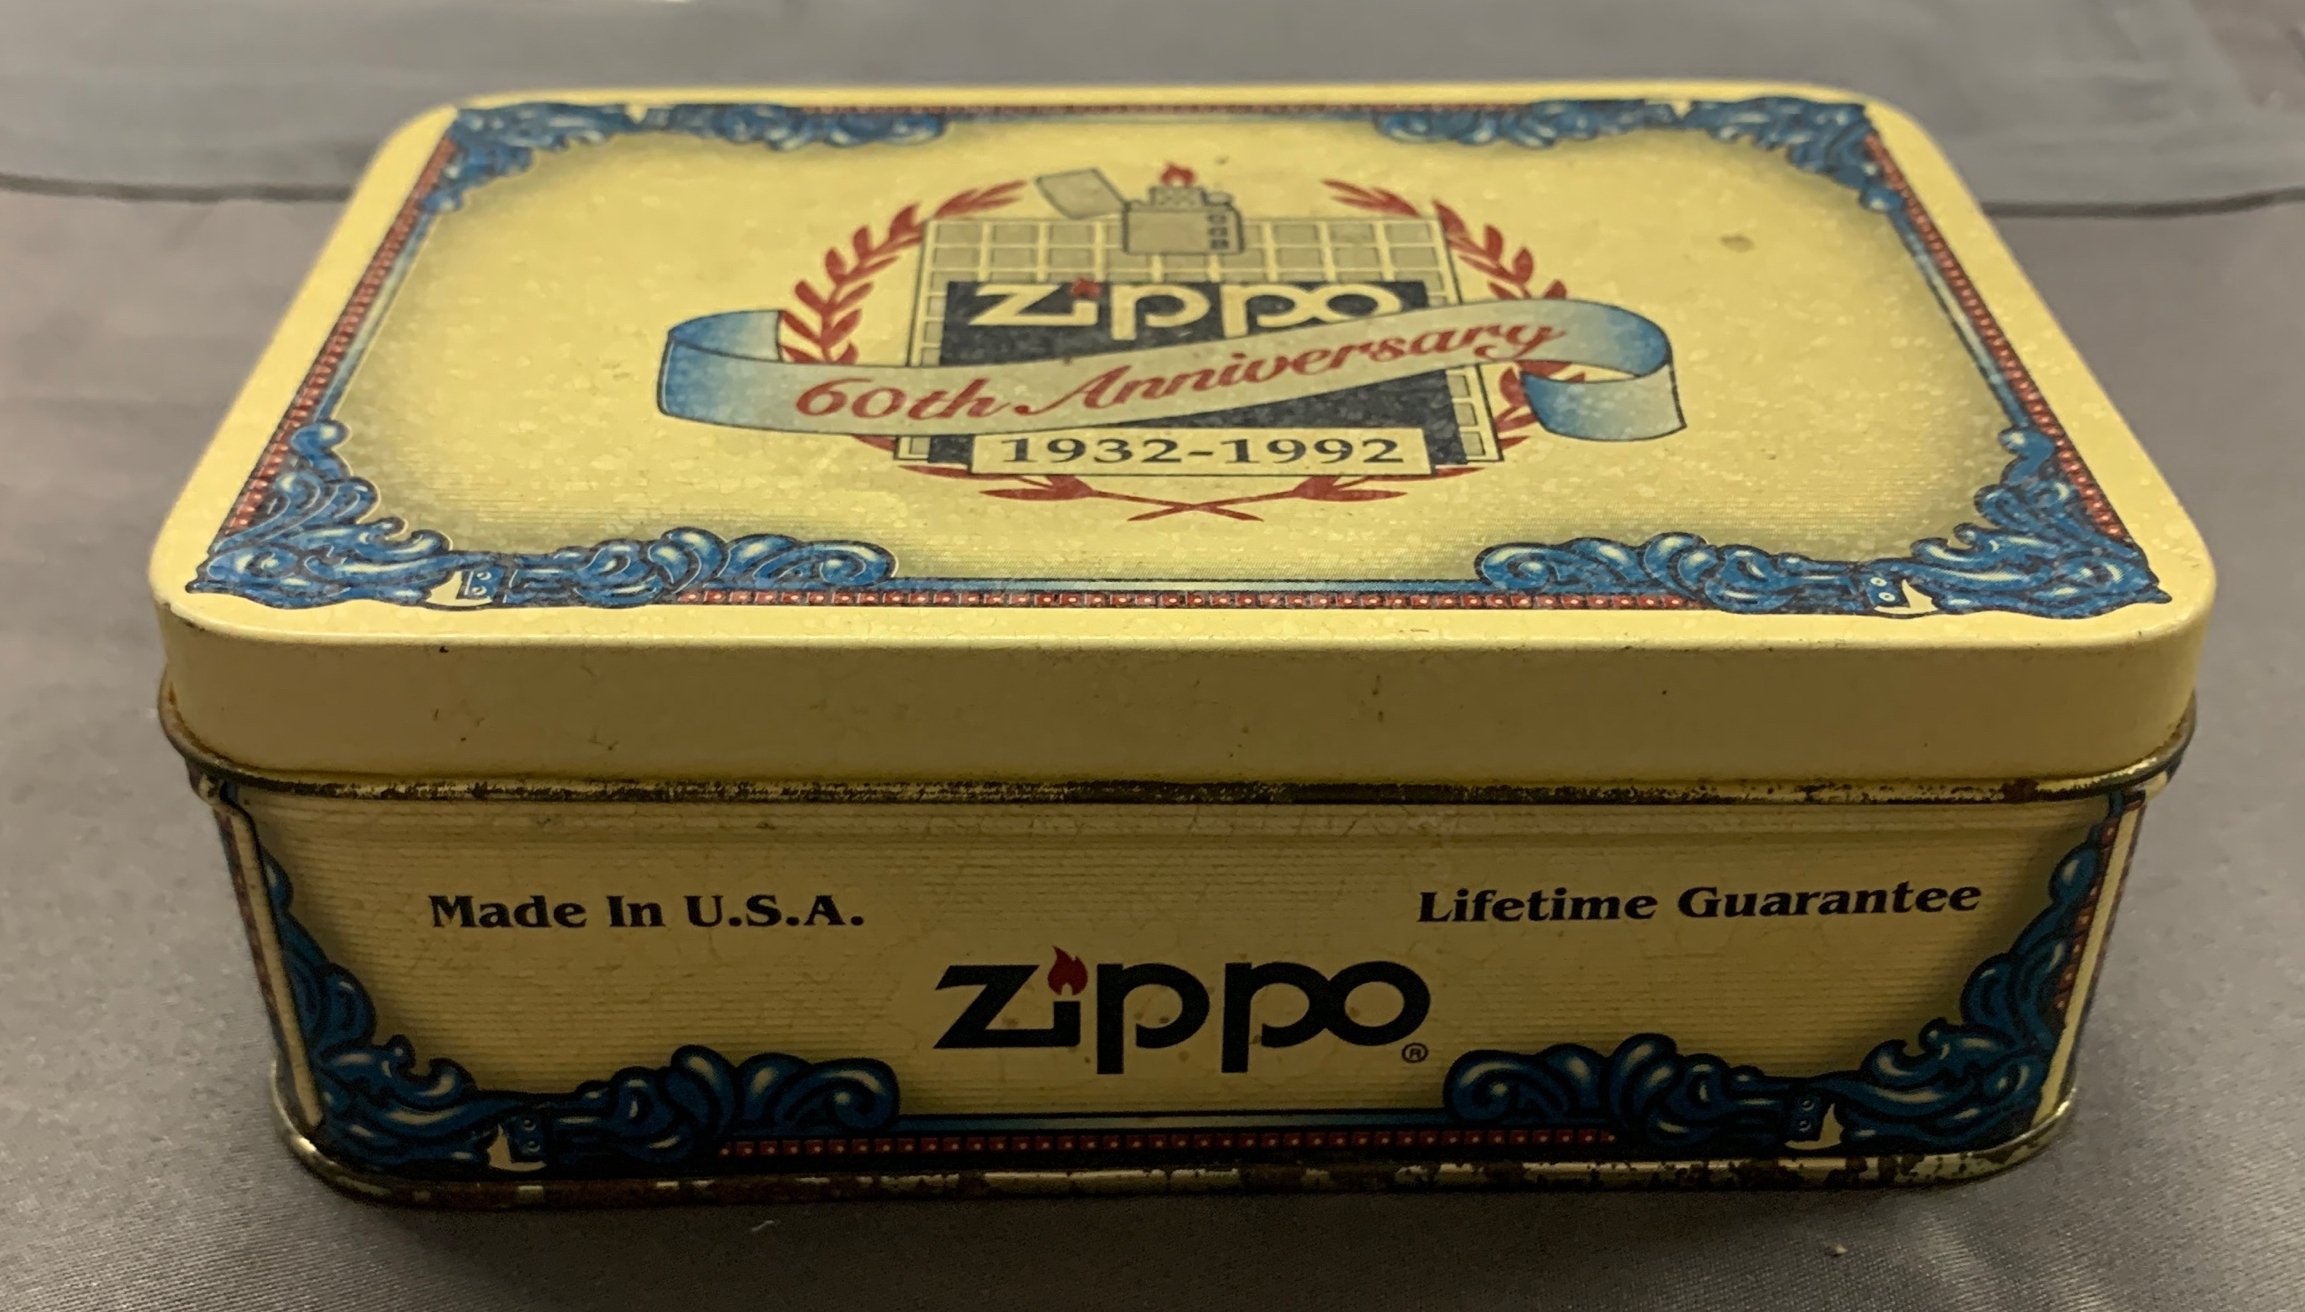 Zippo
60th Anniversary
1932-1992
Made In U.S.A.
Lifetime Guarantee
Zippo®